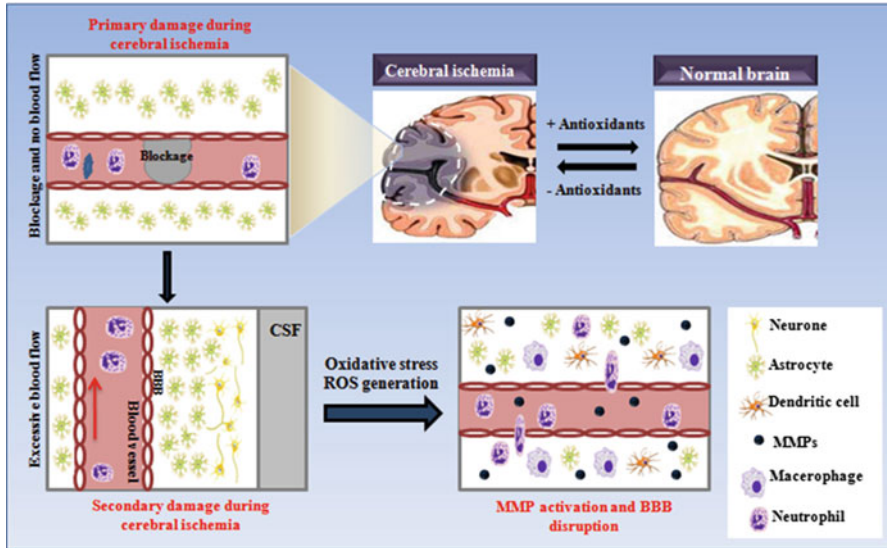 Primary damage during
cerebral ischemia
Blockage and no blood flow
Blockage
Cerebral ischemia
Normal brain
+ Antioxidants
- Antioxidants
Excessive blood flow
Blood vessel
BBB
CSF
Secondary damage during
cerebral ischemia
Oxidative stress
ROS generation
MMP activation and BBB
disruption
Neurone
Astrocyte
Dendritic cell
MMPs
Macerophage
Neutrophil